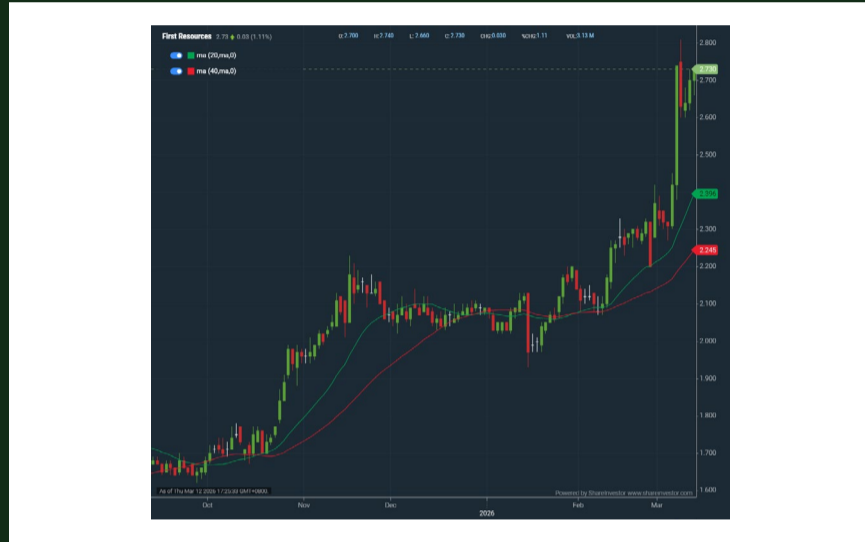 First Resources 2.73 0.03 (1.11%) O:2.700 H:2.740 L: 2.660 C: 2.730 CHG:0.030 %CHG:1.11 VOL:3.13 M
ma (20,ma,0)
ma (40,ma,0)
2.800
2.730
2.700
2.600
2.500
2.300
2.245
2.200
2.100
2.000
1.900
1.800
1.700
1.600
As of Thu Mar 12 2026 17:25:33 GMT+0800.
Powered by ShareInvestor www.shareinvestor.com
Oct Nov Dec 2026 Feb Mar